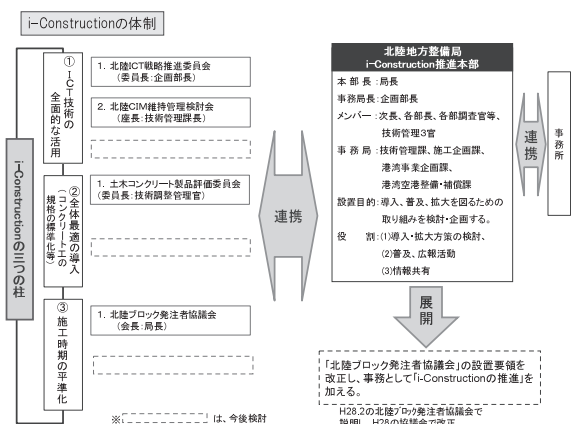 i-Constructionの体制
i-Constructionの三つの柱
①ICT技術の
全面的な活用
1. 北陸ICT戦略推進委員会
(委員長:企画部長)
2. 北陸CIM維持管理検討会
(座長:技術管理課長)
②全体最適の導入
(コンクリート工の
規格の標準化等)
1. 土木コンクリート製品評価委員会
(委員長:技術調整管理官)
③施工時期の平準化
1. 北陸ブロック発注者協議会
(会長:局長)
※ は、今後検討
連携
北陸地方整備局
i-Construction推進本部
本 部 長:局長
事務局長:企画部長
メンバー:次長、各部長、各部調査官等、
技術管理3官
事 務 局:技術管理課、施工企画課、
港湾事業企画課、
港湾空港整備・補償課
設置目的:導入、普及、拡大を図るための
取り組みを検討・企画する。
役 割:(1)導入・拡大方策の検討、
(2)普及、広報活動
(3)情報共有
連携
事務所
展開
「北陸ブロック発注者協議会」の設置要領を
改正し、事務として「i-Constructionの推進」を
加える。
H28.2の北陸ブロック発注者協議会で
説明し、H28の協議会で改正